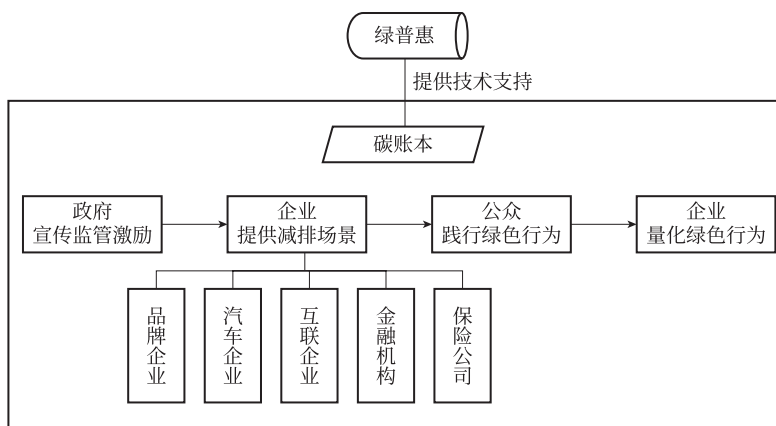 绿普惠
提供技术支持
碳账本
政府
宣传监管激励
企业
提供减排场景
公众
践行绿色行为
企业
量化绿色行为
品牌企业
汽车企业
互联企业
金融机构
保险公司